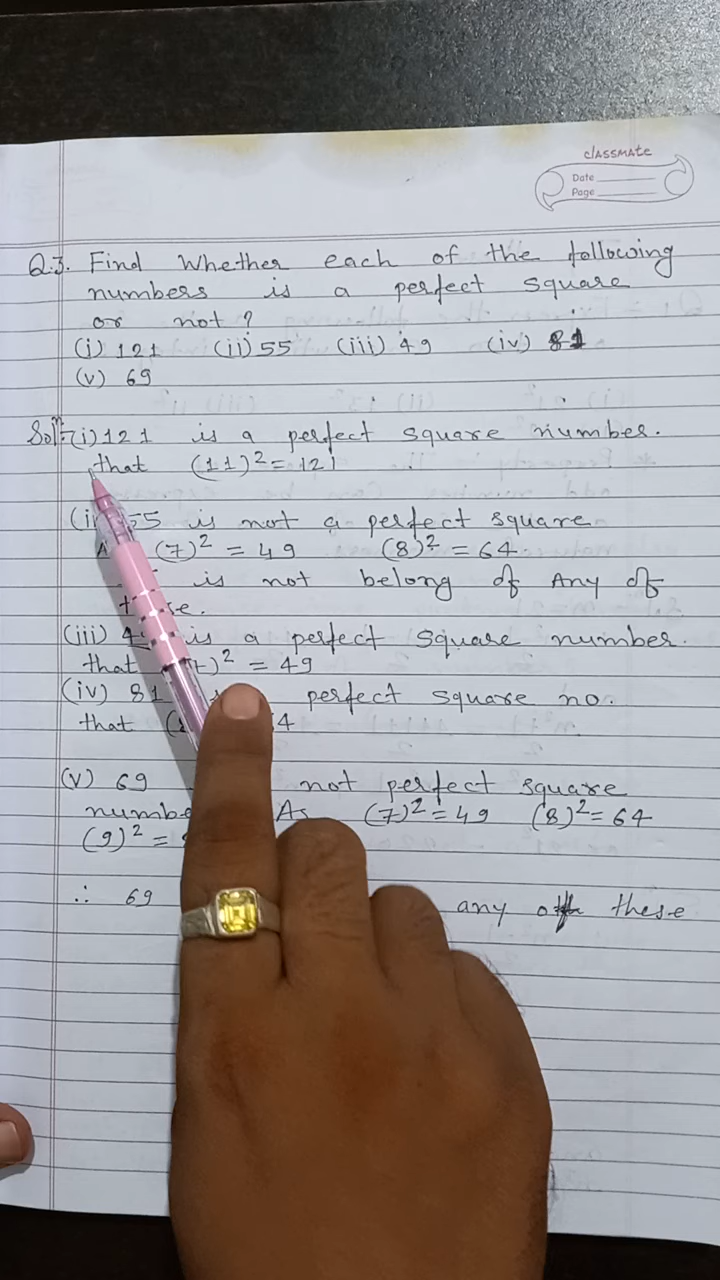 classmate
Date
Page
Q.3. Find whether each of the following
numbers is a perfect square
or not?
(i) 121 (ii) 55 (iii) 49 (iv) 81
(v) 69
Solⁿ:- (i) 121 is a perfect square number.
that (11)² = 121
55 is not a perfect square
(7)² = 49 (8)² = 64.
is not belong of Any of
(iii) is a perfect square number.
that )² = 49
(iv) 81 perfect square no.
that
(v) 69 not perfect square
As (7)² = 49 (8)² = 64
(9)² =
∴ 69 any of these